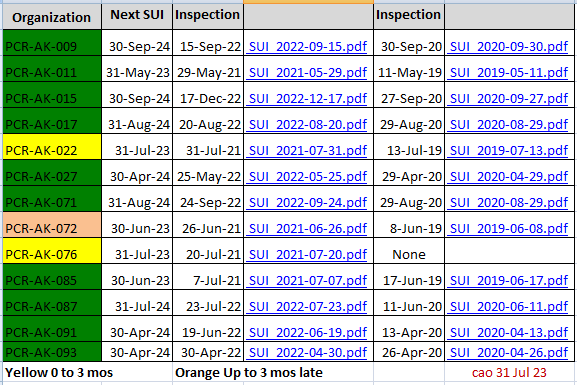 Organization Next SUI Inspection Inspection
PCR-AK-009 30-Sep-24 15-Sep-22 SUI_2022-09-15.pdf 30-Sep-20 SUI_2020-09-30.pdf
PCR-AK-011 31-May-23 29-May-21 SUI_2021-05-29.pdf 11-May-19 SUI_2019-05-11.pdf
PCR-AK-015 30-Sep-24 17-Dec-22 SUI_2022-12-17.pdf 27-Sep-20 SUI_2020-09-27.pdf
PCR-AK-017 31-Aug-24 20-Aug-22 SUI_2022-08-20.pdf 29-Aug-20 SUI_2020-08-29.pdf
PCR-AK-022 31-Jul-23 31-Jul-21 SUI_2021-07-31.pdf 13-Jul-19 SUI_2019-07-13.pdf
PCR-AK-027 30-Apr-24 25-May-22 SUI_2022-05-25.pdf 29-Apr-20 SUI_2020-04-29.pdf
PCR-AK-071 31-Aug-24 24-Sep-22 SUI_2022-09-24.pdf 29-Aug-20 SUI_2020-08-29.pdf
PCR-AK-072 30-Jun-23 26-Jun-21 SUI_2021-06-26.pdf 8-Jun-19 SUI_2019-06-08.pdf
PCR-AK-076 31-Jul-23 20-Jul-21 SUI_2021-07-20.pdf None
PCR-AK-085 30-Jun-23 7-Jul-21 SUI_2021-07-07.pdf 17-Jun-19 SUI_2019-06-17.pdf
PCR-AK-087 31-Jul-24 23-Jul-22 SUI_2022-07-23.pdf 11-Jun-20 SUI_2020-06-11.pdf
PCR-AK-091 30-Apr-24 19-Jun-22 SUI_2022-06-19.pdf 13-Apr-20 SUI_2020-04-13.pdf
PCR-AK-093 30-Apr-24 30-Apr-22 SUI_2022-04-30.pdf 26-Apr-20 SUI_2020-04-26.pdf
Yellow 0 to 3 mos Orange Up to 3 mos late cao 31 Jul 23